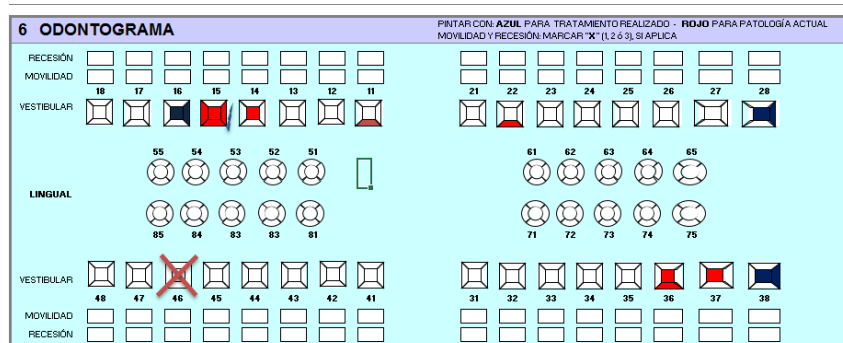 6 ODONTOGRAMA
PINTAR CON: AZUL PARA TRATAMIENTO REALIZADO - ROJO PARA PATOLOGÍA ACTUAL
MOVILIDAD Y RECESIÓN: MARCAR "X" (1, 2 ó 3), SI APLICA
RECESIÓN
MOVILIDAD
18 17 16 15 14 13 12 11 21 22 23 24 25 26 27 28
VESTIBULAR
55 54 53 52 51 61 62 63 64 65
LINGUAL
85 84 83 83 81 71 72 73 74 75
VESTIBULAR
48 47 46 45 44 43 42 41 31 32 33 34 35 36 37 38
MOVILIDAD
RECESIÓN